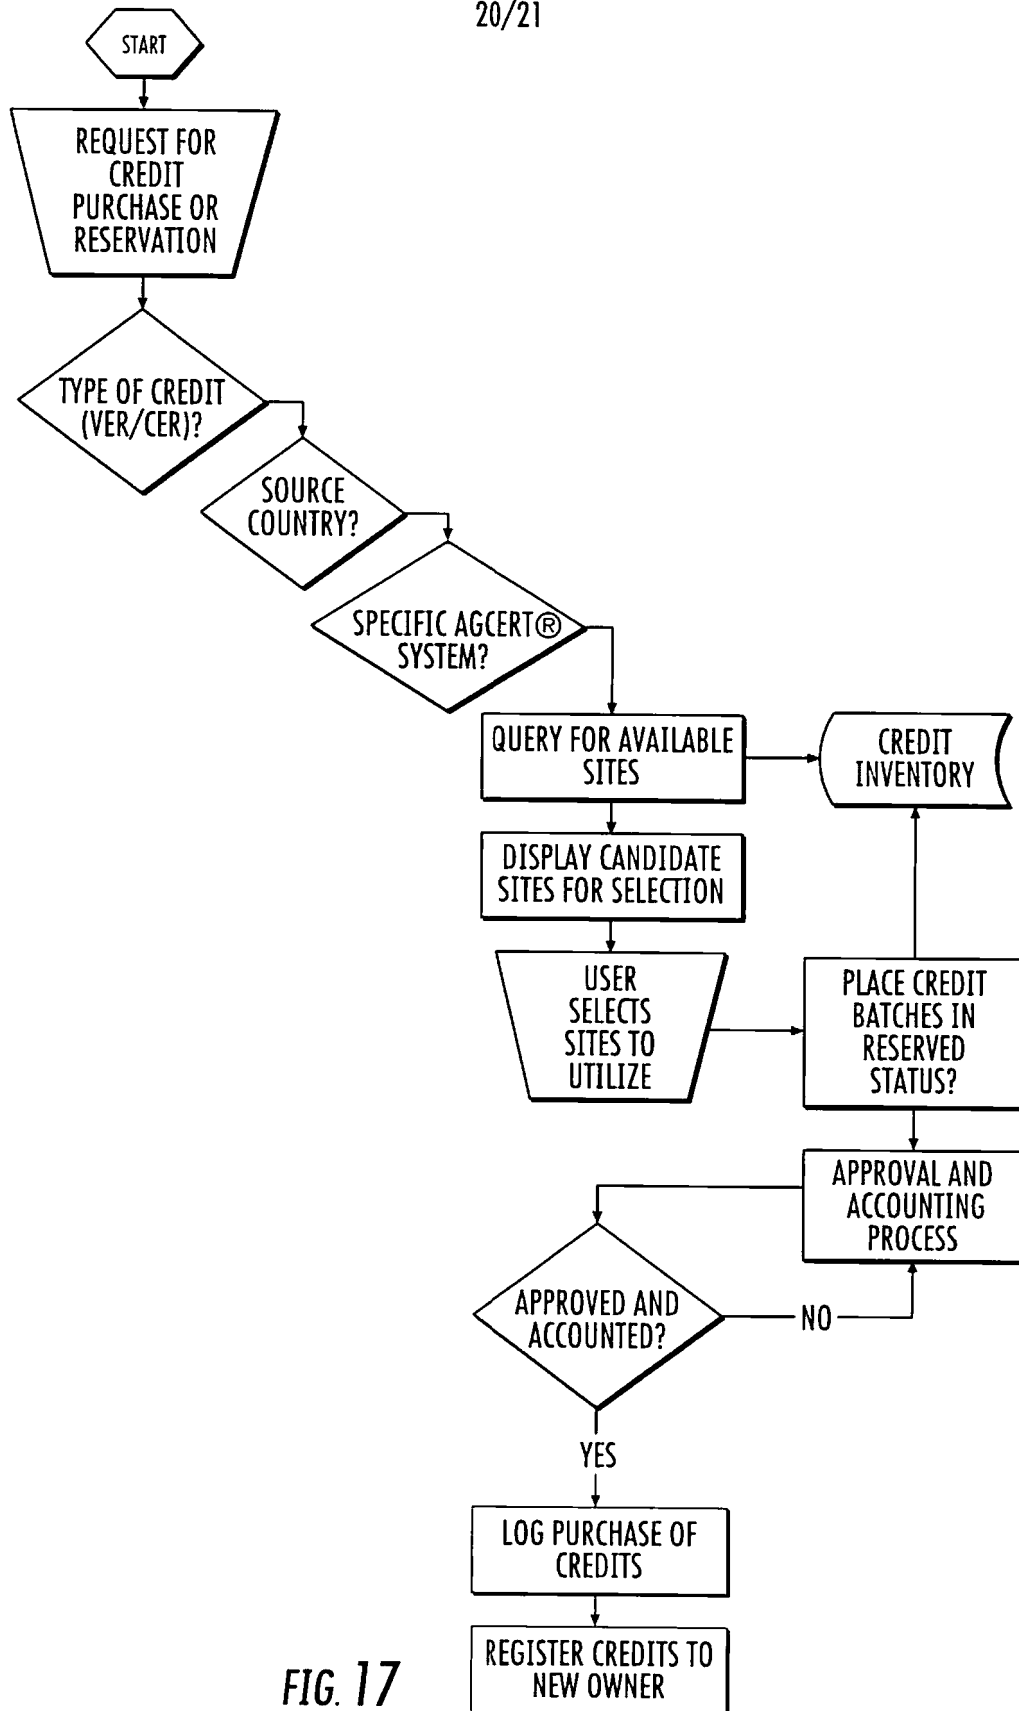 20/21
START
REQUEST FOR
CREDIT
PURCHASE OR
RESERVATION
TYPE OF CREDIT
(VER/CER)?
SOURCE
COUNTRY?
SPECIFIC AGCERT®
SYSTEM?
QUERY FOR AVAILABLE
SITES
CREDIT
INVENTORY
DISPLAY CANDIDATE
SITES FOR SELECTION
USER
SELECTS
SITES TO
UTILIZE
PLACE CREDIT
BATCHES IN
RESERVED
STATUS?
APPROVAL AND
ACCOUNTING
PROCESS
APPROVED AND
ACCOUNTED?
NO
YES
LOG PURCHASE OF
CREDITS
REGISTER CREDITS TO
NEW OWNER
FIG. 17